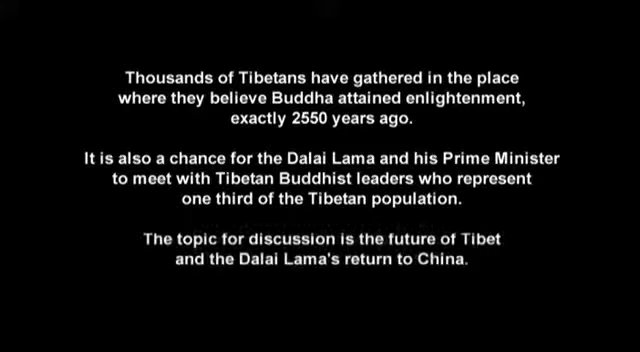 Thousands of Tibetans have gathered in the place
where they believe Buddha attained enlightenment,
exactly 2550 years ago.
It is also a chance for the Dalai Lama and his Prime Minister
to meet with Tibetan Buddhist leaders who represent
one third of the Tibetan population.
The topic for discussion is the future of Tibet
and the Dalai Lama's return to China.